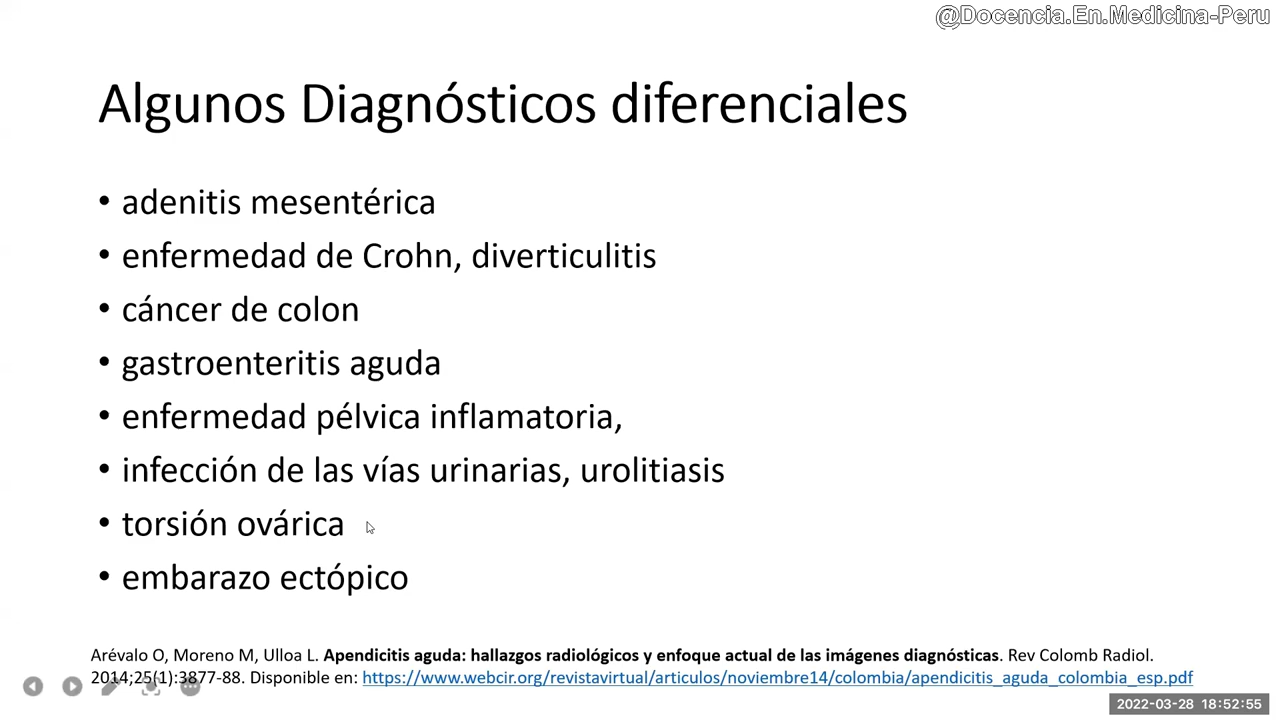 @Docencia.En.Medicina-Peru
Algunos Diagnósticos diferenciales
• adenitis mesentérica
• enfermedad de Crohn, diverticulitis
• cáncer de colon
• gastroenteritis aguda
• enfermedad pélvica inflamatoria,
• infección de las vías urinarias, urolitiasis
• torsión ovárica
• embarazo ectópico
Arévalo O, Moreno M, Ulloa L. Apendicitis aguda: hallazgos radiológicos y enfoque actual de las imágenes diagnósticas. Rev Colomb Radiol.
2014;25(1):3877-88. Disponible en: https://www.webcir.org/revistavirtual/articulos/noviembre14/colombia/apendicitis_aguda_colombia_esp.pdf
2022-03-28 18:52:55